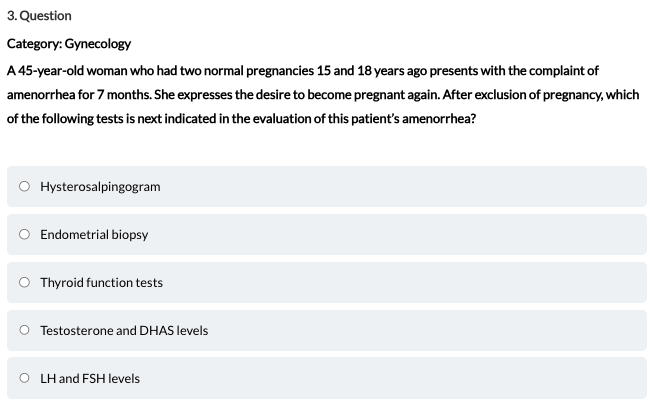 3. Question
Category: Gynecology
A 45-year-old woman who had two normal pregnancies 15 and 18 years ago presents with the complaint of
amenorrhea for 7 months. She expresses the desire to become pregnant again. After exclusion of pregnancy, which
of the following tests is next indicated in the evaluation of this patient's amenorrhea?
Hysterosalpingogram
Endometrial biopsy
Thyroid function tests
Testosterone and DHAS levels
LH and FSH levels